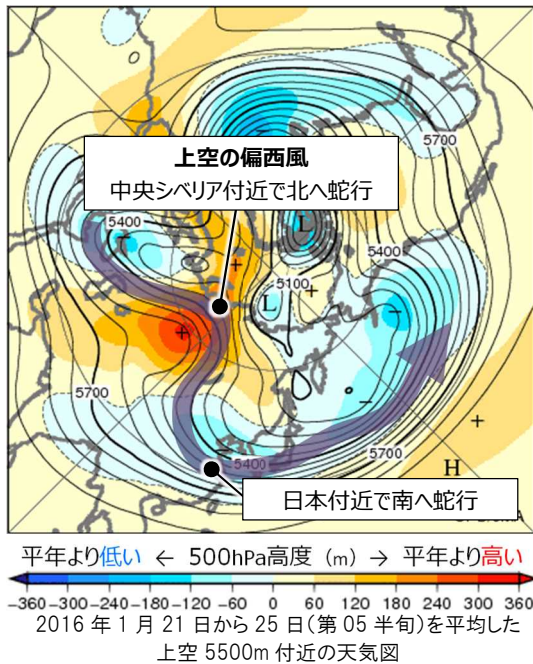 5700
上空の偏西風
中央シベリア付近で北へ蛇行
5400
L
5400
5100
L
+
+
+
−
5700
−
+
5400
5700
H
日本付近で南へ蛇行
平年より低い ← 500hPa高度（m）→ 平年より高い
−360 −300 −240 −180 −120 −60 0 60 120 180 240 300 360
2016 年 1 月 21 日から 25 日（第 05 半旬）を平均した
上空 5500m 付近の天気図